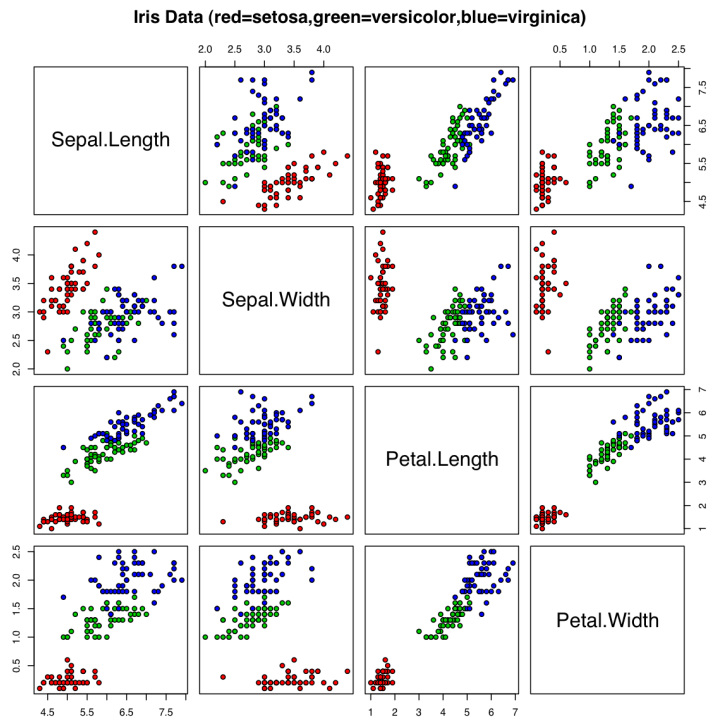 Iris Data (red=setosa,green=versicolor,blue=virginica)
2.0 3.0 4.0
0.5 1.0 1.5 2.0 2.5
Sepal.Length
4.5 5.5 6.5 7.5
2.0 2.5 3.0 3.5 4.0
Sepal.Width
Petal.Length
1 2 3 4 5 6 7
0.5 1.0 1.5 2.0 2.5
Petal.Width
4.5 5.5 6.5 7.5
1 2 3 4 5 6 7